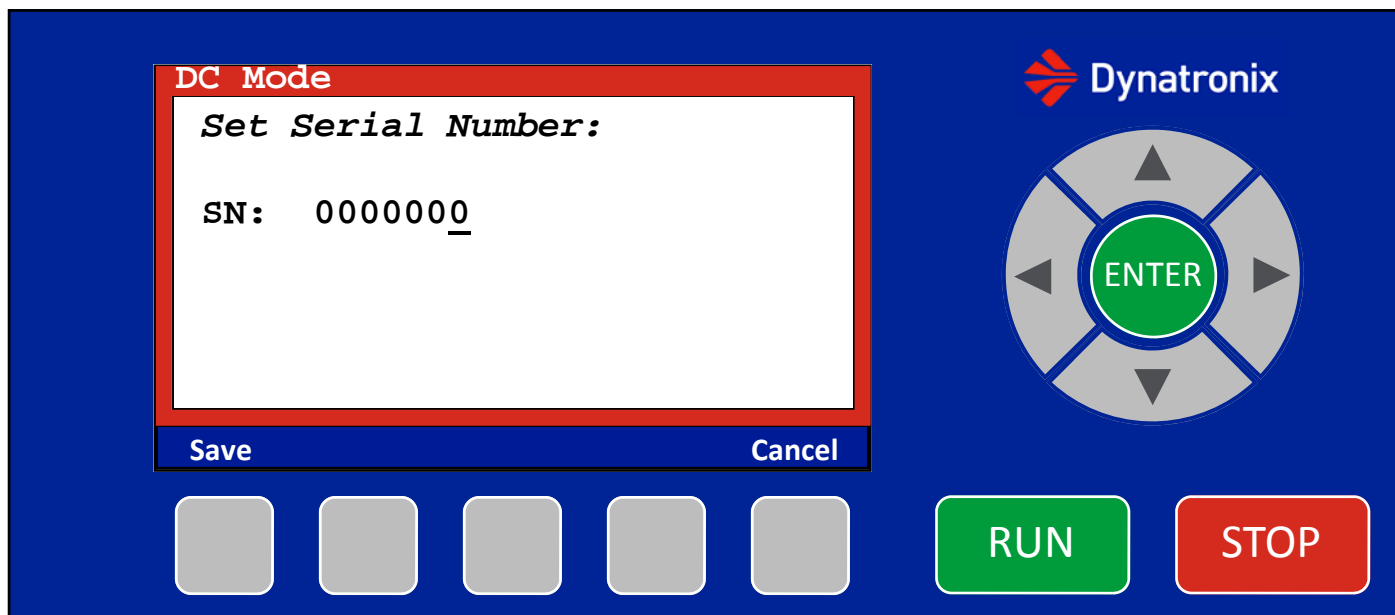 DC Mode
Dynatronix
Set Serial Number:
SN: 0000000
ENTER
Save Cancel
RUN STOP